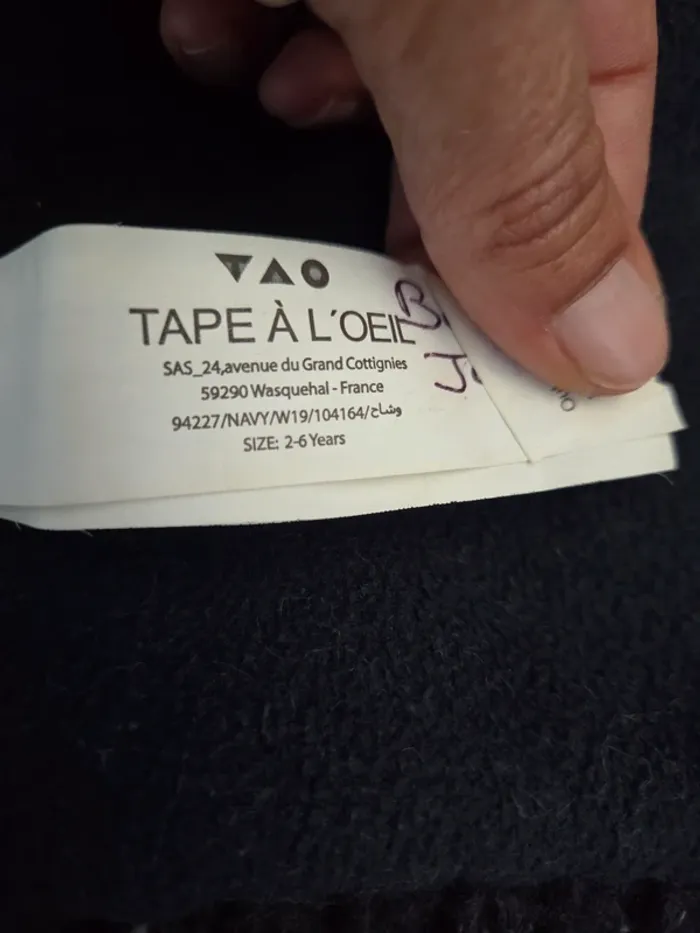 TAO
TAPE À L'OEIL
SAS_24,avenue du Grand Cottignies
59290 Wasquehal - France
94227/NAVY/W19/104164/وشاح
SIZE: 2-6 Years